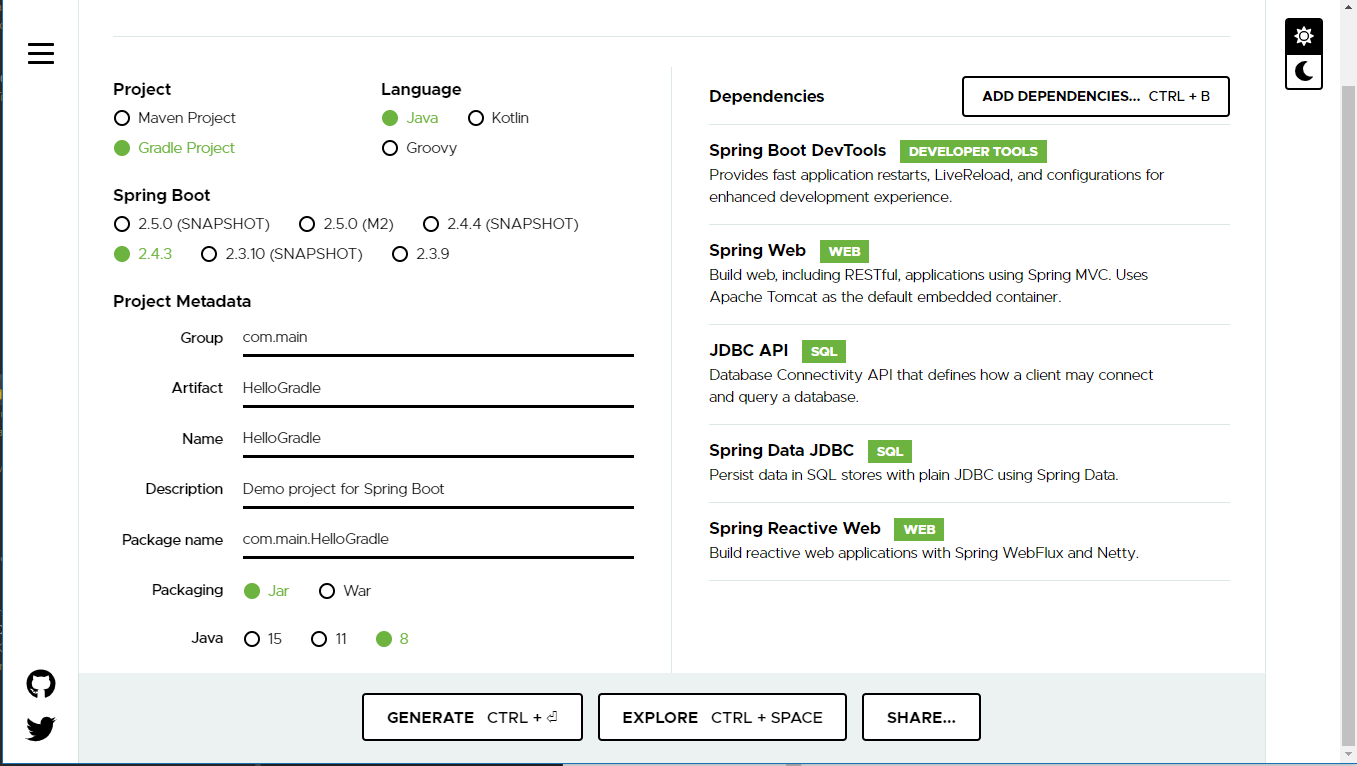 Project
Maven Project
Gradle Project
Language
Java Kotlin
Groovy
Spring Boot
2.5.0 (SNAPSHOT) 2.5.0 (M2) 2.4.4 (SNAPSHOT)
2.4.3 2.3.10 (SNAPSHOT) 2.3.9
Project Metadata
Group com.main
Artifact HelloGradle
Name HelloGradle
Description Demo project for Spring Boot
Package name com.main.HelloGradle
Packaging Jar War
Java 15 11 8
Dependencies
ADD DEPENDENCIES... CTRL + B
Spring Boot DevTools DEVELOPER TOOLS
Provides fast application restarts, LiveReload, and configurations for
enhanced development experience.
Spring Web WEB
Build web, including RESTful, applications using Spring MVC. Uses
Apache Tomcat as the default embedded container.
JDBC API SQL
Database Connectivity API that defines how a client may connect
and query a database.
Spring Data JDBC SQL
Persist data in SQL stores with plain JDBC using Spring Data.
Spring Reactive Web WEB
Build reactive web applications with Spring WebFlux and Netty.
GENERATE CTRL + ⏎
EXPLORE CTRL + SPACE
SHARE...